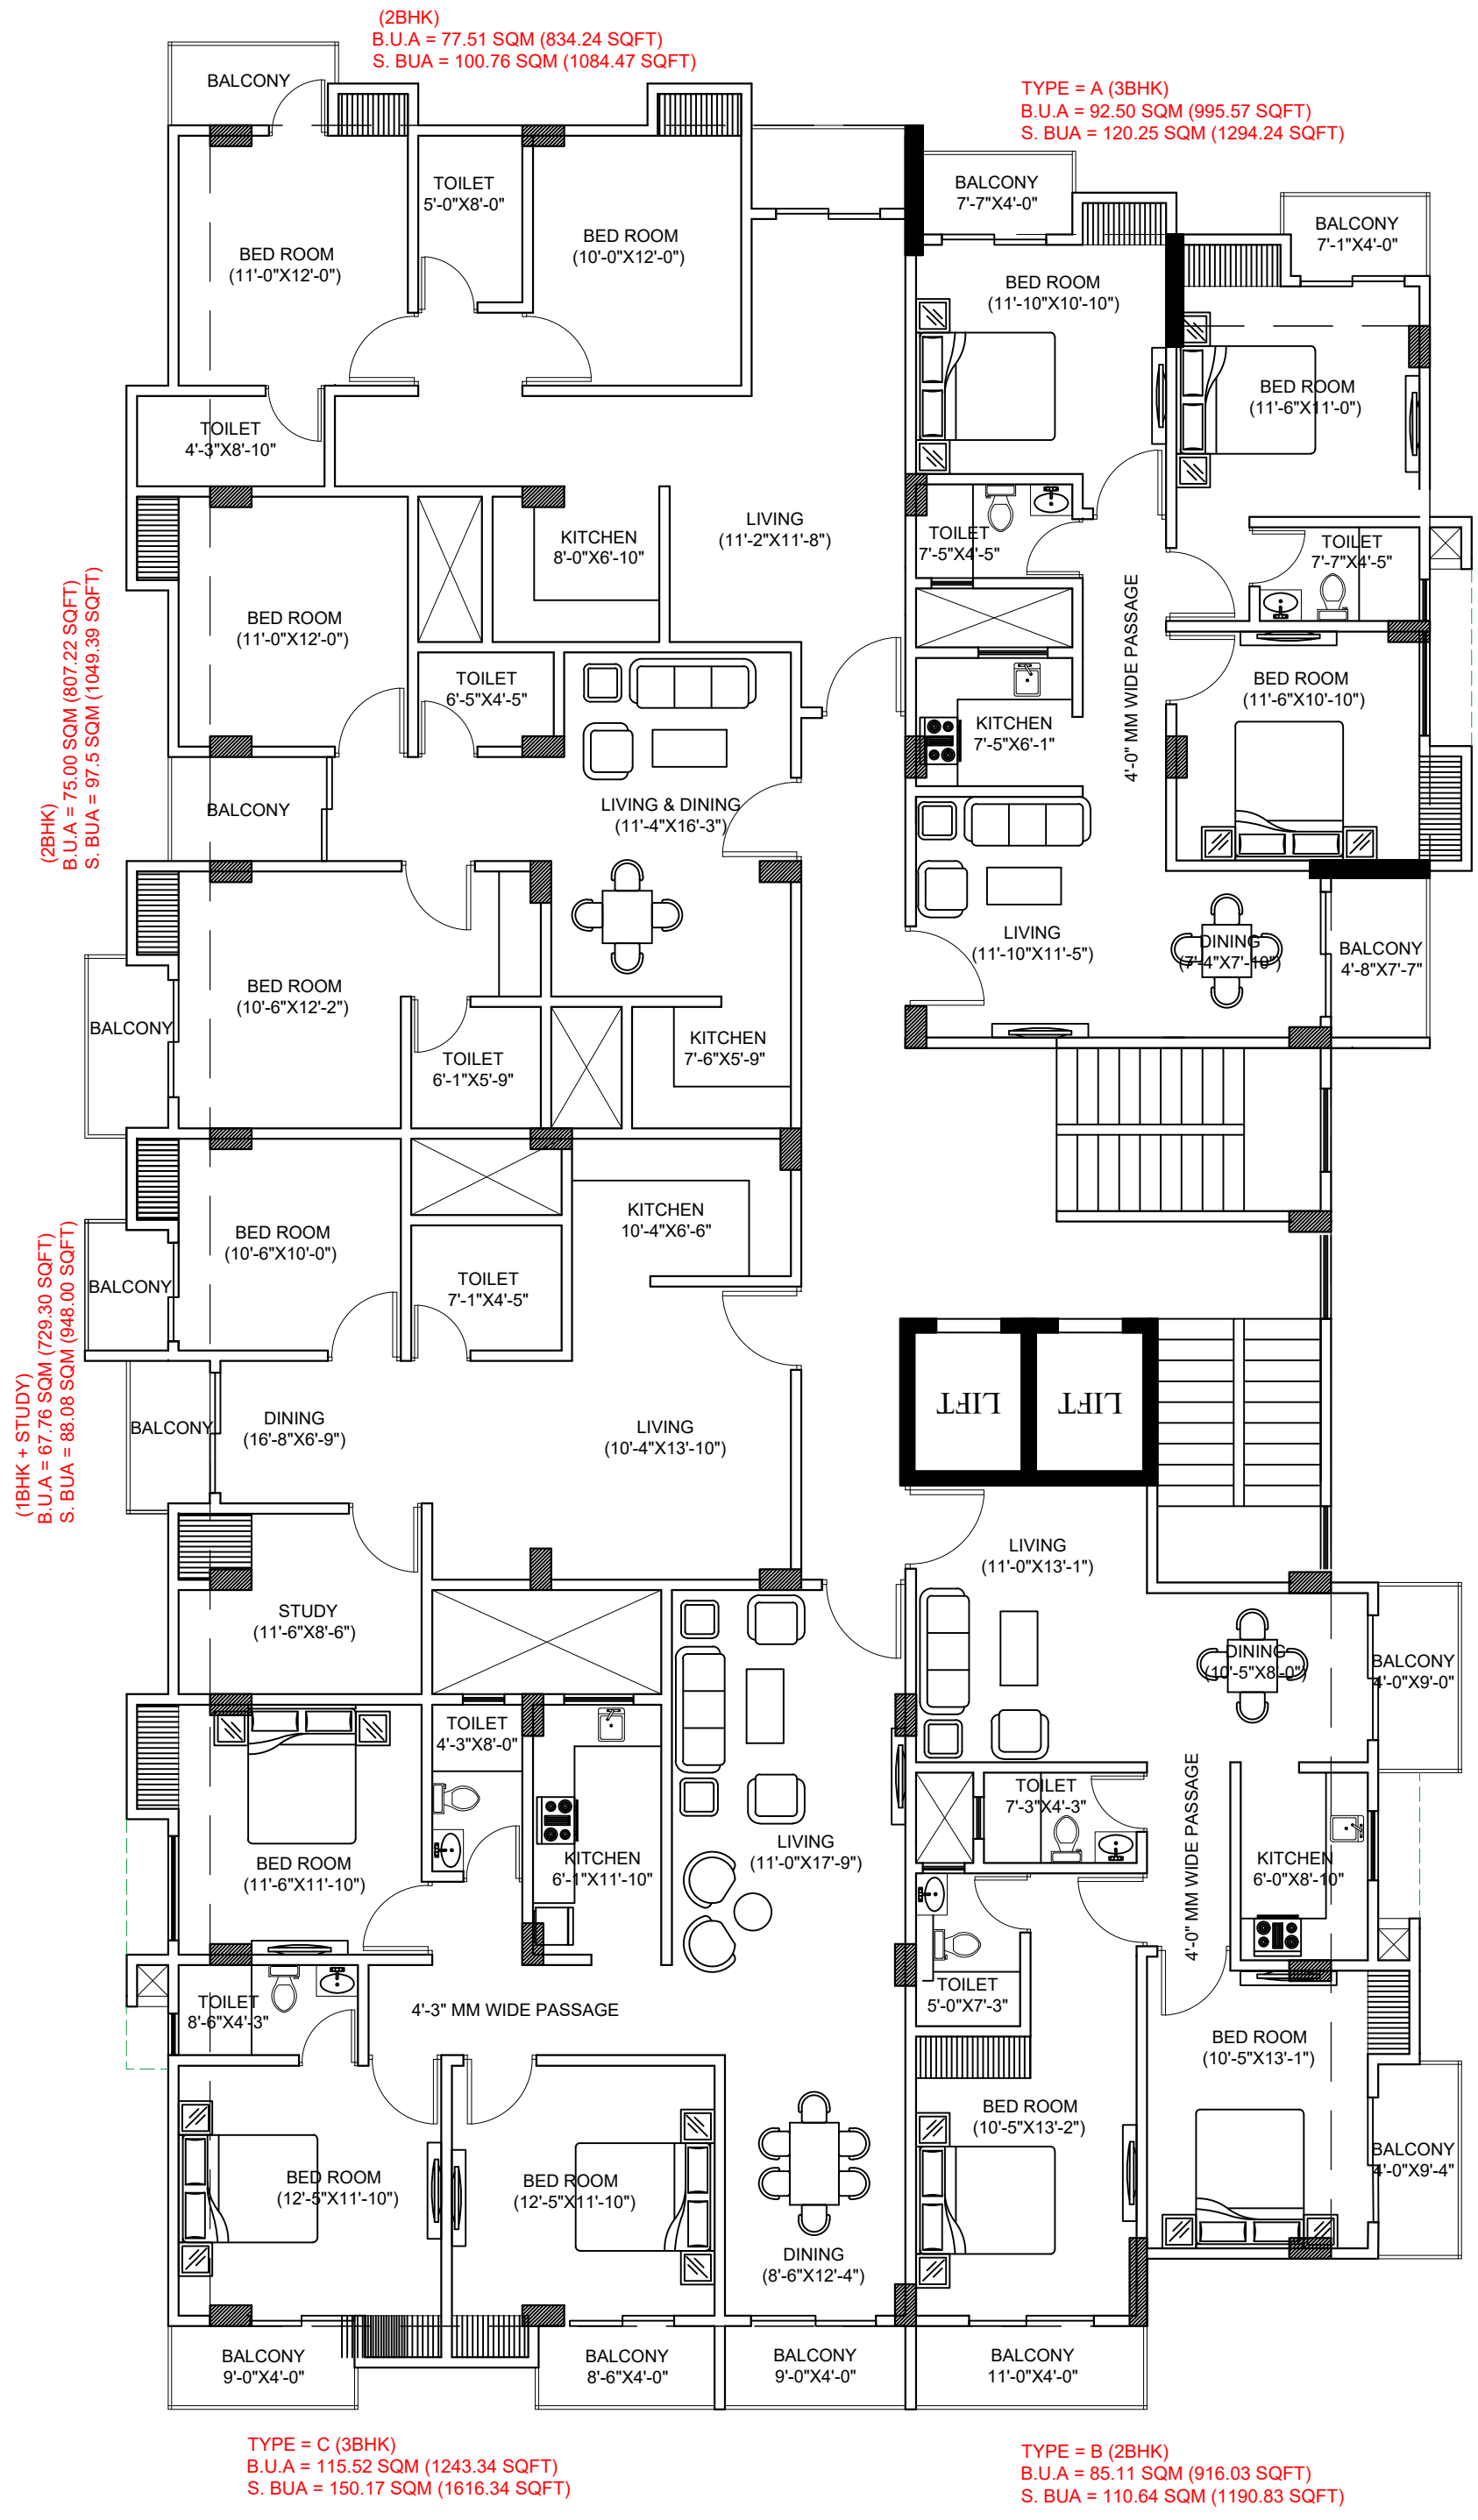 (2BHK)
B.U.A = 77.51 SQM (834.24 SQFT)
S. BUA = 100.76 SQM (1084.47 SQFT)
TYPE = A (3BHK)
B.U.A = 92.50 SQM (995.57 SQFT)
S. BUA = 120.25 SQM (1294.24 SQFT)
BALCONY
TOILET
5'-0"X8'-0"
BED ROOM
(11'-0"X12'-0")
BED ROOM
(10'-0"X12'-0")
TOILET
4'-3"X8'-10"
KITCHEN
8'-0"X6'-10"
LIVING
(11'-2"X11'-8")
BALCONY
7'-7"X4'-0"
BALCONY
7'-1"X4'-0"
BED ROOM
(11'-10"X10'-10")
BED ROOM
(11'-6"X11'-0")
TOILET
7'-5"X4'-5"
TOILET
7'-7"X4'-5"
4'-0" MM WIDE PASSAGE
BED ROOM
(11'-6"X10'-10")
KITCHEN
7'-5"X6'-1"
LIVING
(11'-10"X11'-5")
DINING
(7'-4"X7'-10")
BALCONY
4'-8"X7'-7"
(2BHK)
B.U.A = 75.00 SQM (807.22 SQFT)
S. BUA = 97.5 SQM (1049.39 SQFT)
BED ROOM
(11'-0"X12'-0")
TOILET
6'-5"X4'-5"
BALCONY
LIVING & DINING
(11'-4"X16'-3")
BED ROOM
(10'-6"X12'-2")
BALCONY
TOILET
6'-1"X5'-9"
KITCHEN
7'-6"X5'-9"
(1BHK + STUDY)
B.U.A = 67.76 SQM (729.30 SQFT)
S. BUA = 88.08 SQM (948.00 SQFT)
BED ROOM
(10'-6"X10'-0")
KITCHEN
10'-4"X6'-6"
BALCONY
TOILET
7'-1"X4'-5"
BALCONY
DINING
(16'-8"X6'-9")
LIVING
(10'-4"X13'-10")
STUDY
(11'-6"X8'-6")
LIFT
LIFT
LIVING
(11'-0"X13'-1")
DINING
(10'-5"X8'-0")
BALCONY
4'-0"X9'-0"
TOILET
7'-3"X4'-3"
4'-0" MM WIDE PASSAGE
KITCHEN
6'-0"X8'-10"
TOILET
5'-0"X7'-3"
BED ROOM
(10'-5"X13'-1")
BED ROOM
(10'-5"X13'-2")
BALCONY
4'-0"X9'-4"
BALCONY
11'-0"X4'-0"
TOILET
4'-3"X8'-0"
BED ROOM
(11'-6"X11'-10")
KITCHEN
6'-1"X11'-10"
LIVING
(11'-0"X17'-9")
TOILET
8'-6"X4'-3"
4'-3" MM WIDE PASSAGE
BED ROOM
(12'-5"X11'-10")
BED ROOM
(12'-5"X11'-10")
DINING
(8'-6"X12'-4")
BALCONY
9'-0"X4'-0"
BALCONY
8'-6"X4'-0"
BALCONY
9'-0"X4'-0"
TYPE = C (3BHK)
B.U.A = 115.52 SQM (1243.34 SQFT)
S. BUA = 150.17 SQM (1616.34 SQFT)
TYPE = B (2BHK)
B.U.A = 85.11 SQM (916.03 SQFT)
S. BUA = 110.64 SQM (1190.83 SQFT)